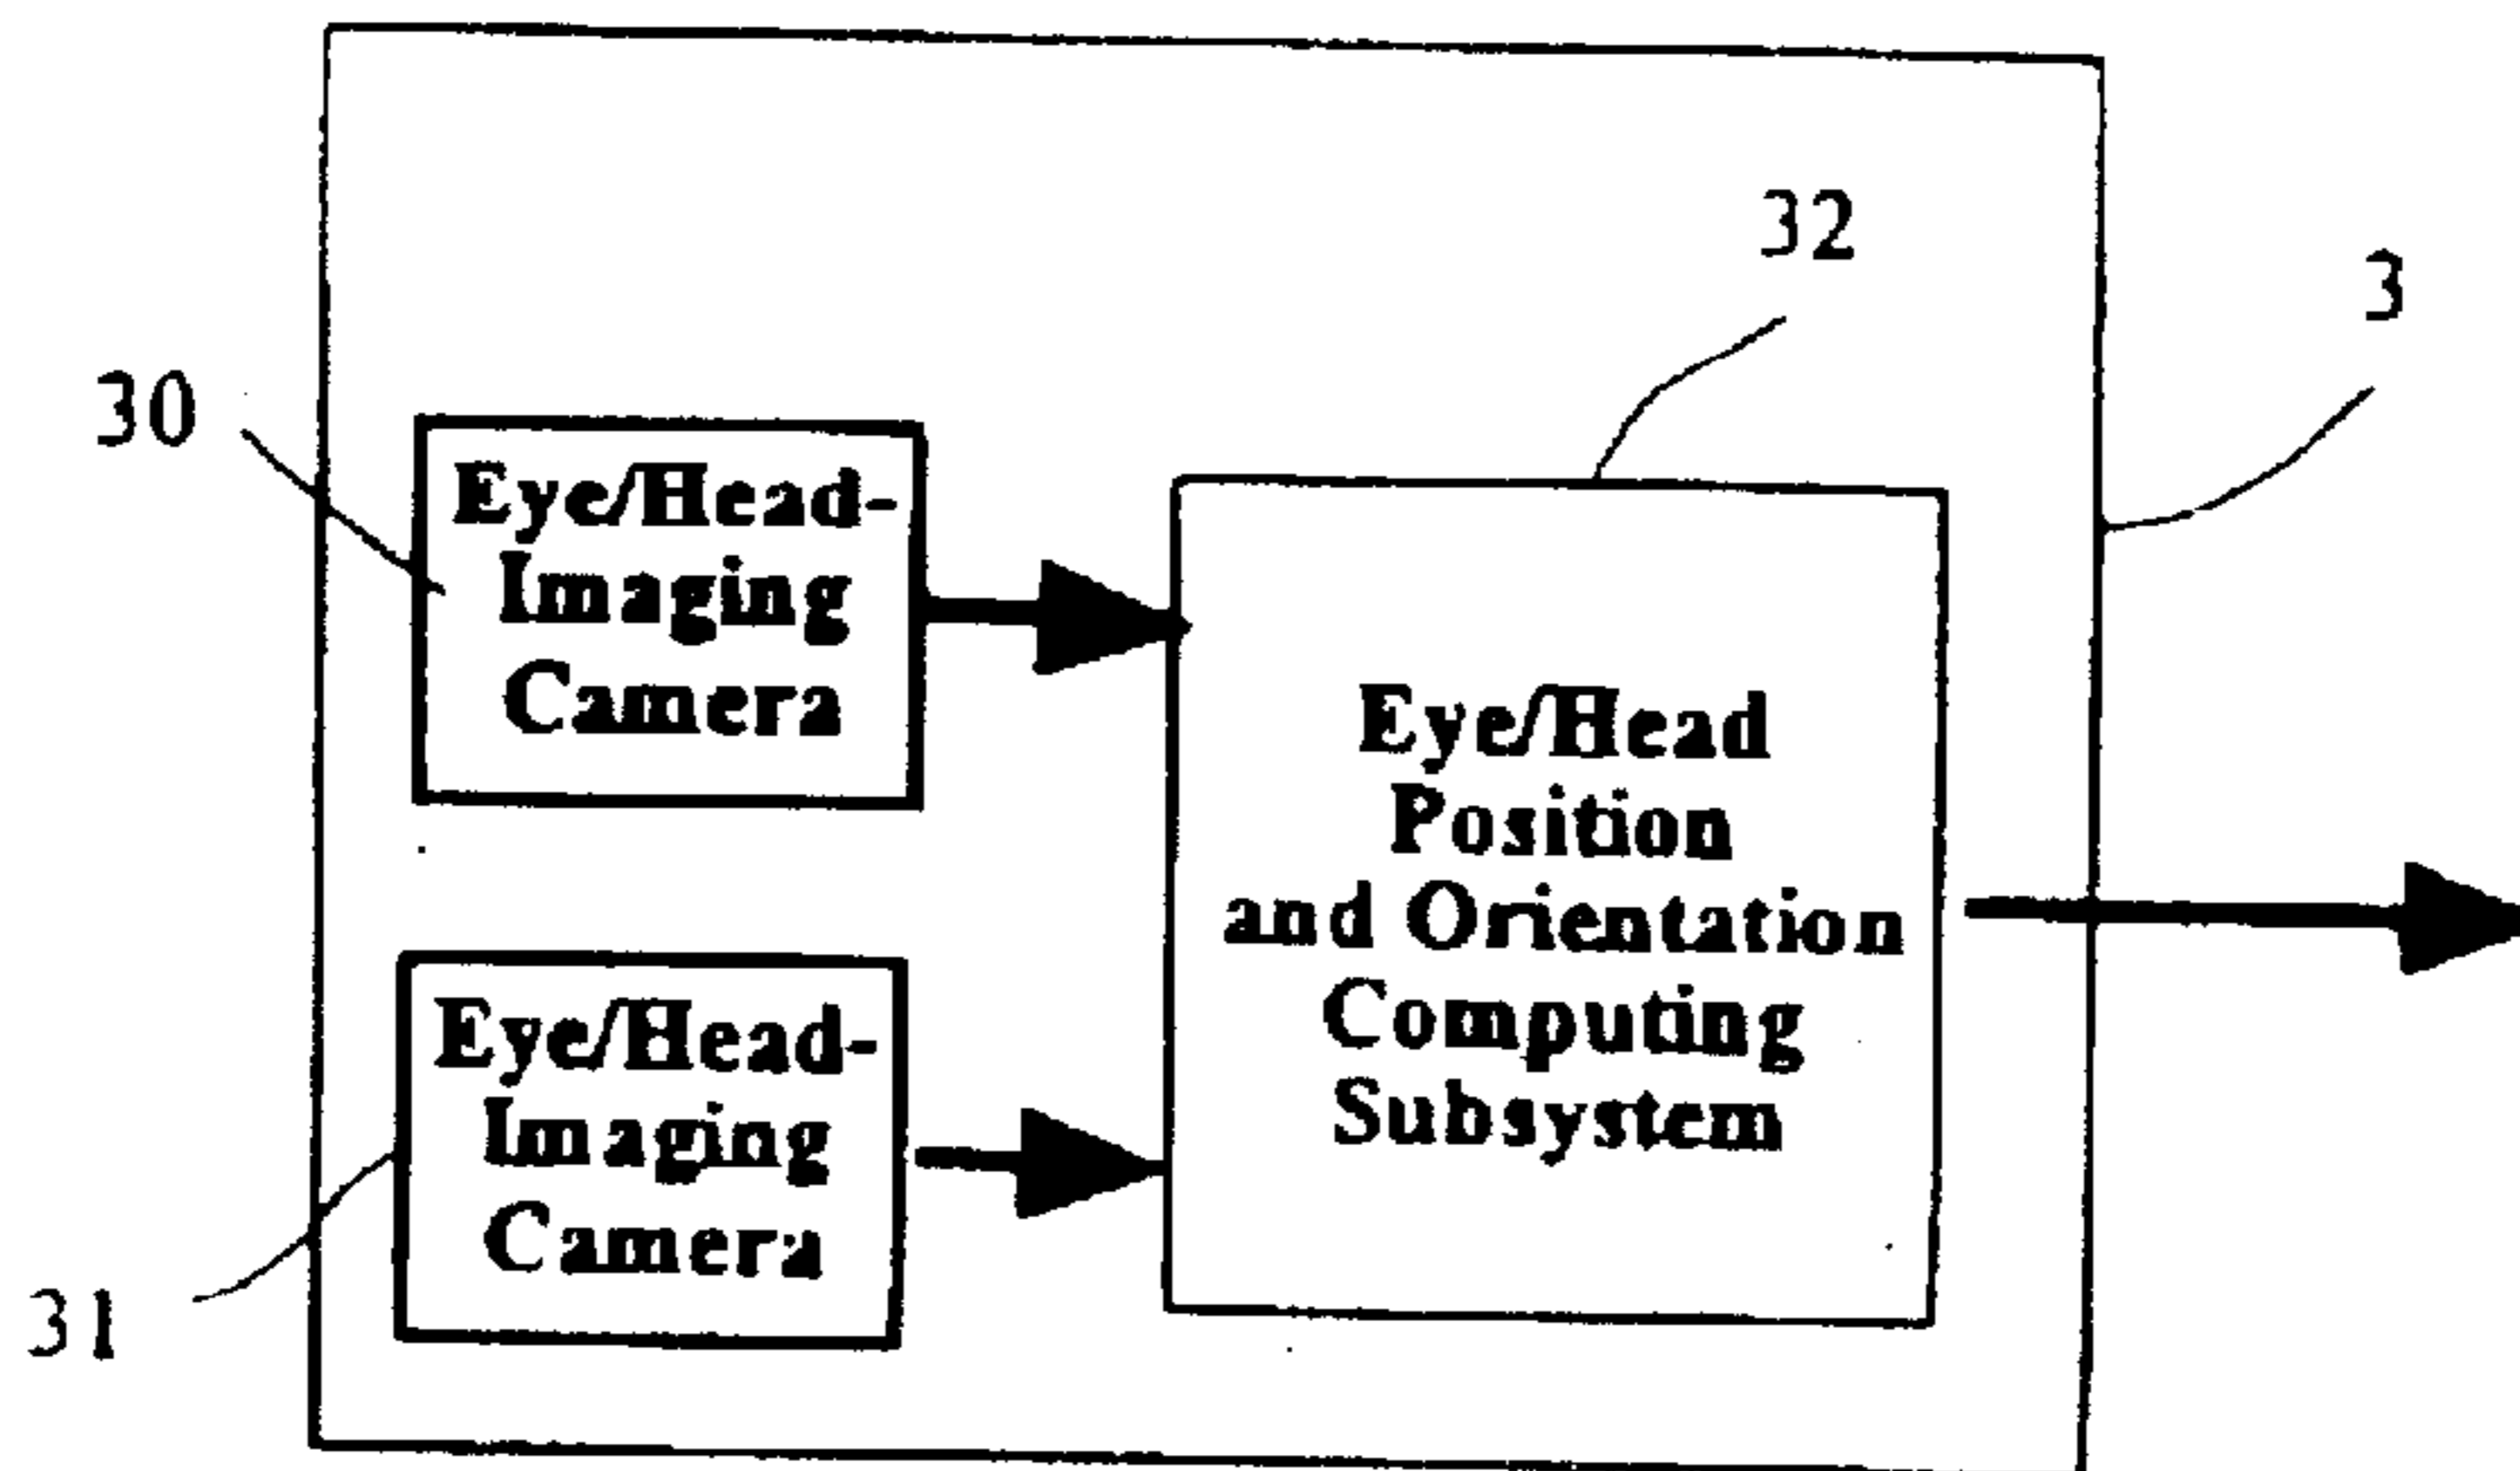 32
3
30
Eye/Head-
Imaging
Camera
Eye/Head
Position
and Orientation
Computing
Subsystem
Eye/Head-
Imaging
Camera
31